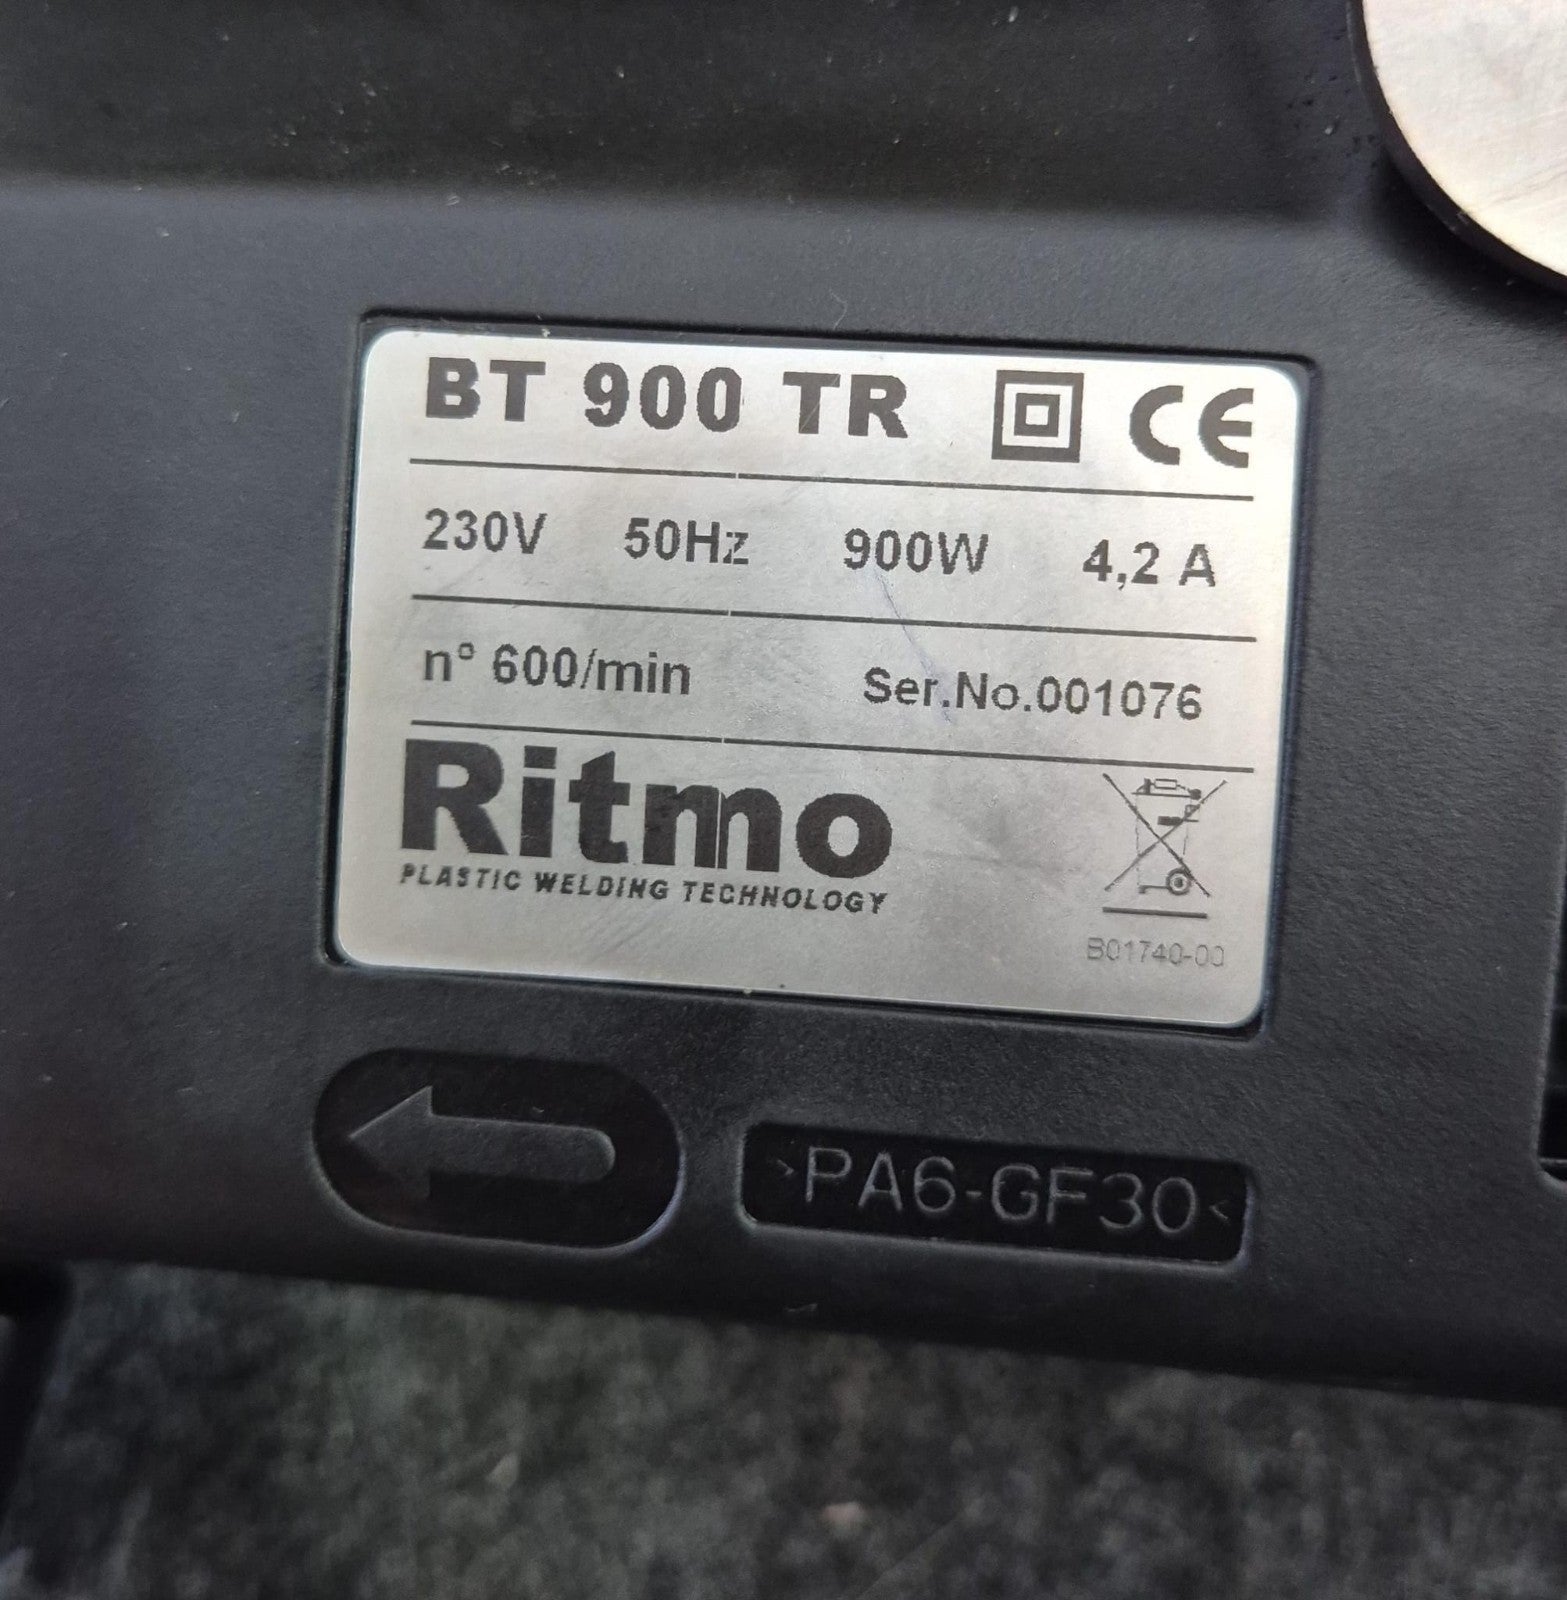 BT 900 TR CE
230V 50Hz 900W 4,2 A
n° 600/min Ser.No.001076
Ritmo
PLASTIC WELDING TECHNOLOGY
B01740-00
>PA6-GF30<